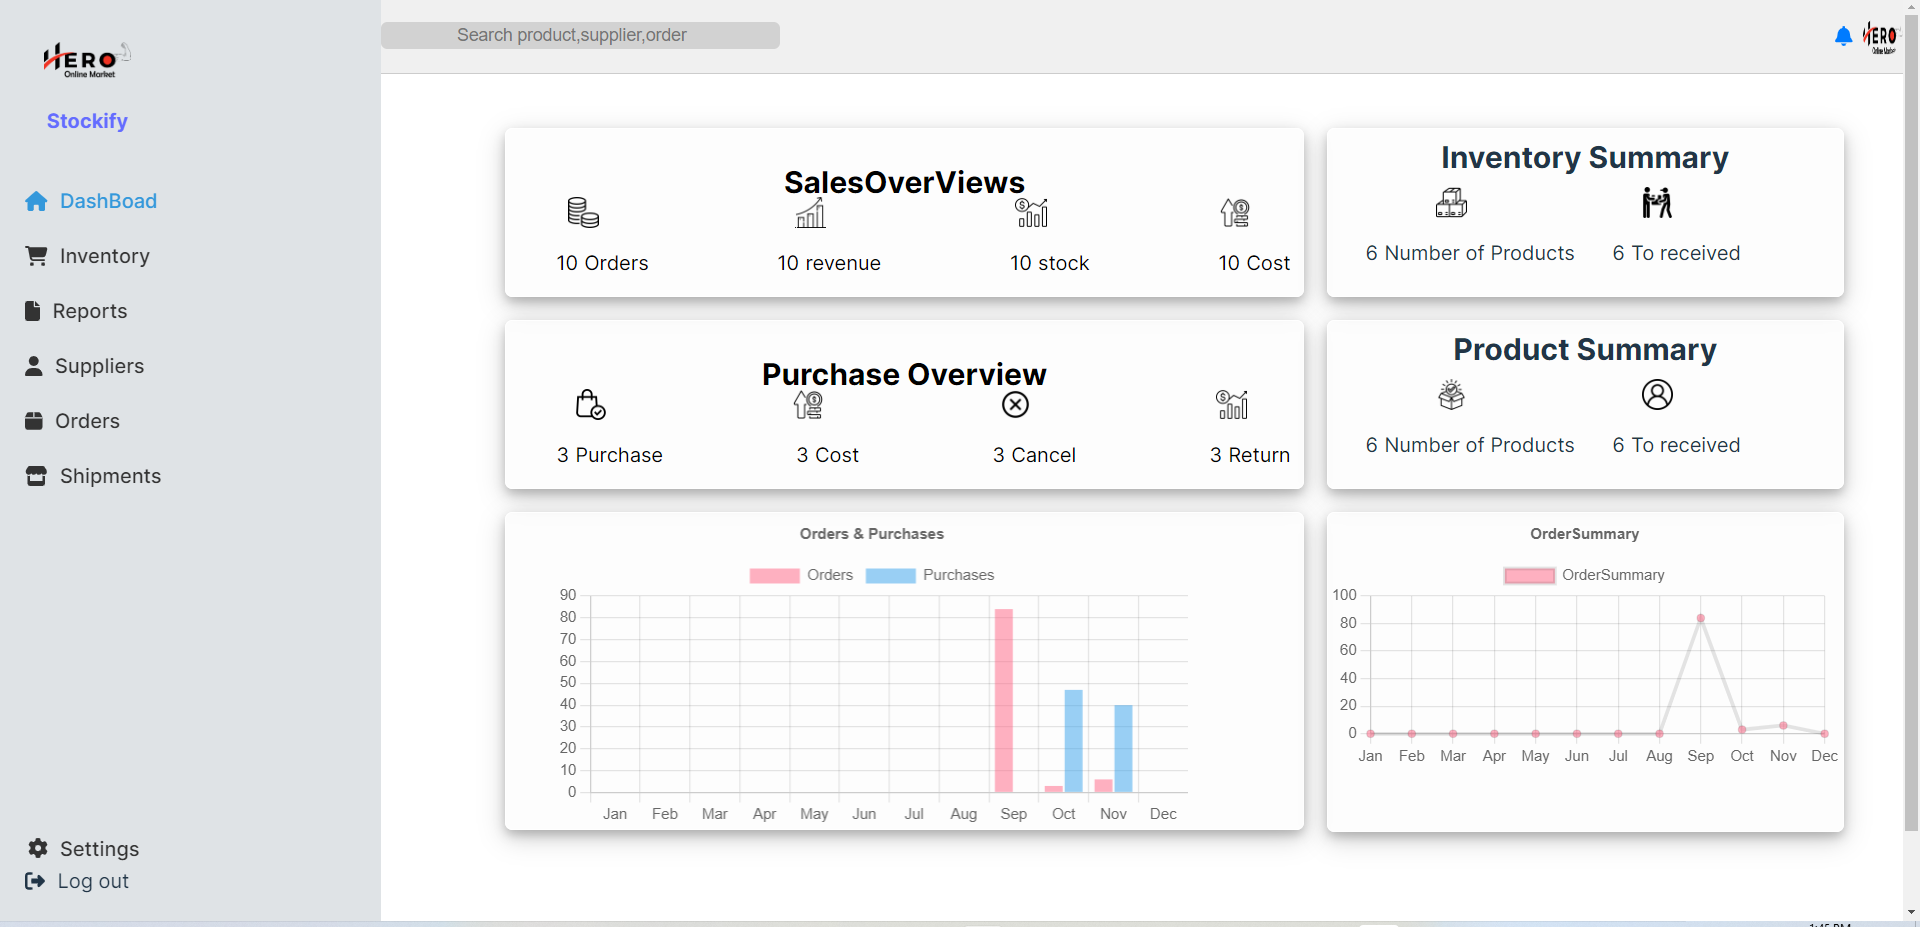 HERO
Online Market
Stockify
DashBoad
Inventory
Reports
Suppliers
Orders
Shipments
Settings
Log out
Search product,supplier,order
HERO
Online Market
SalesOverViews
10 Orders
10 revenue
10 stock
10 Cost
Inventory Summary
6 Number of Products
6 To received
Purchase Overview
3 Purchase
3 Cost
3 Cancel
3 Return
Product Summary
6 Number of Products
6 To received
Orders & Purchases
Orders
Purchases
90
80
70
60
50
40
30
20
10
0
Jan Feb Mar Apr May Jun Jul Aug Sep Oct Nov Dec
OrderSummary
OrderSummary
100
80
60
40
20
0
Jan Feb Mar Apr May Jun Jul Aug Sep Oct Nov Dec